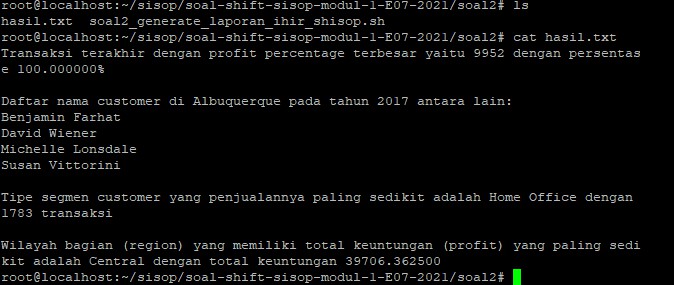 root@localhost:~/sisop/soal-shift-sisop-modul-1-E07-2021/soal2# ls
hasil.txt  soal2_generate_laporan_ihir_shisop.sh
root@localhost:~/sisop/soal-shift-sisop-modul-1-E07-2021/soal2# cat hasil.txt
Transaksi terakhir dengan profit percentage terbesar yaitu 9952 dengan persentas
e 100.000000%

Daftar nama customer di Albuquerque pada tahun 2017 antara lain:
Benjamin Farhat
David Wiener
Michelle Lonsdale
Susan Vittorini

Tipe segmen customer yang penjualannya paling sedikit adalah Home Office dengan
1783 transaksi

Wilayah bagian (region) yang memiliki total keuntungan (profit) yang paling sedi
kit adalah Central dengan total keuntungan 39706.362500
root@localhost:~/sisop/soal-shift-sisop-modul-1-E07-2021/soal2#